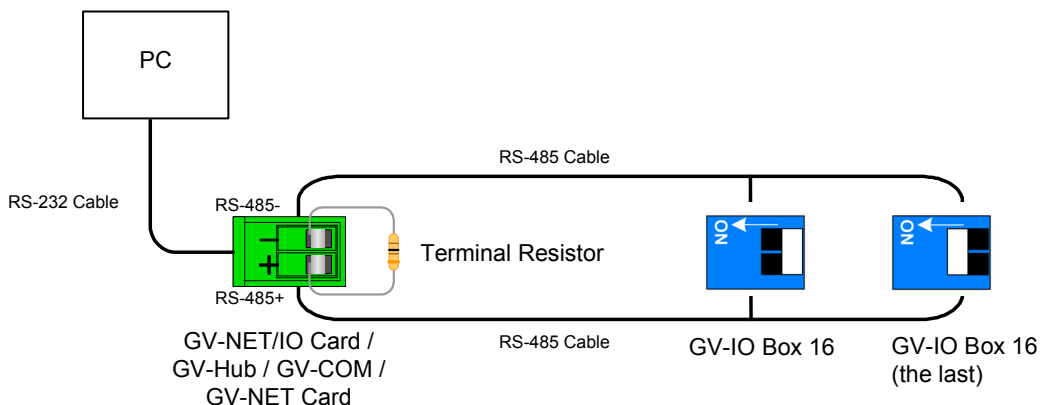 PC
RS-232 Cable
RS-485 Cable
RS-485-
−
+
RS-485+
Terminal Resistor
ON
ON
RS-485 Cable
GV-NET/IO Card /
GV-Hub / GV-COM /
GV-NET Card
GV-IO Box 16
GV-IO Box 16
(the last)